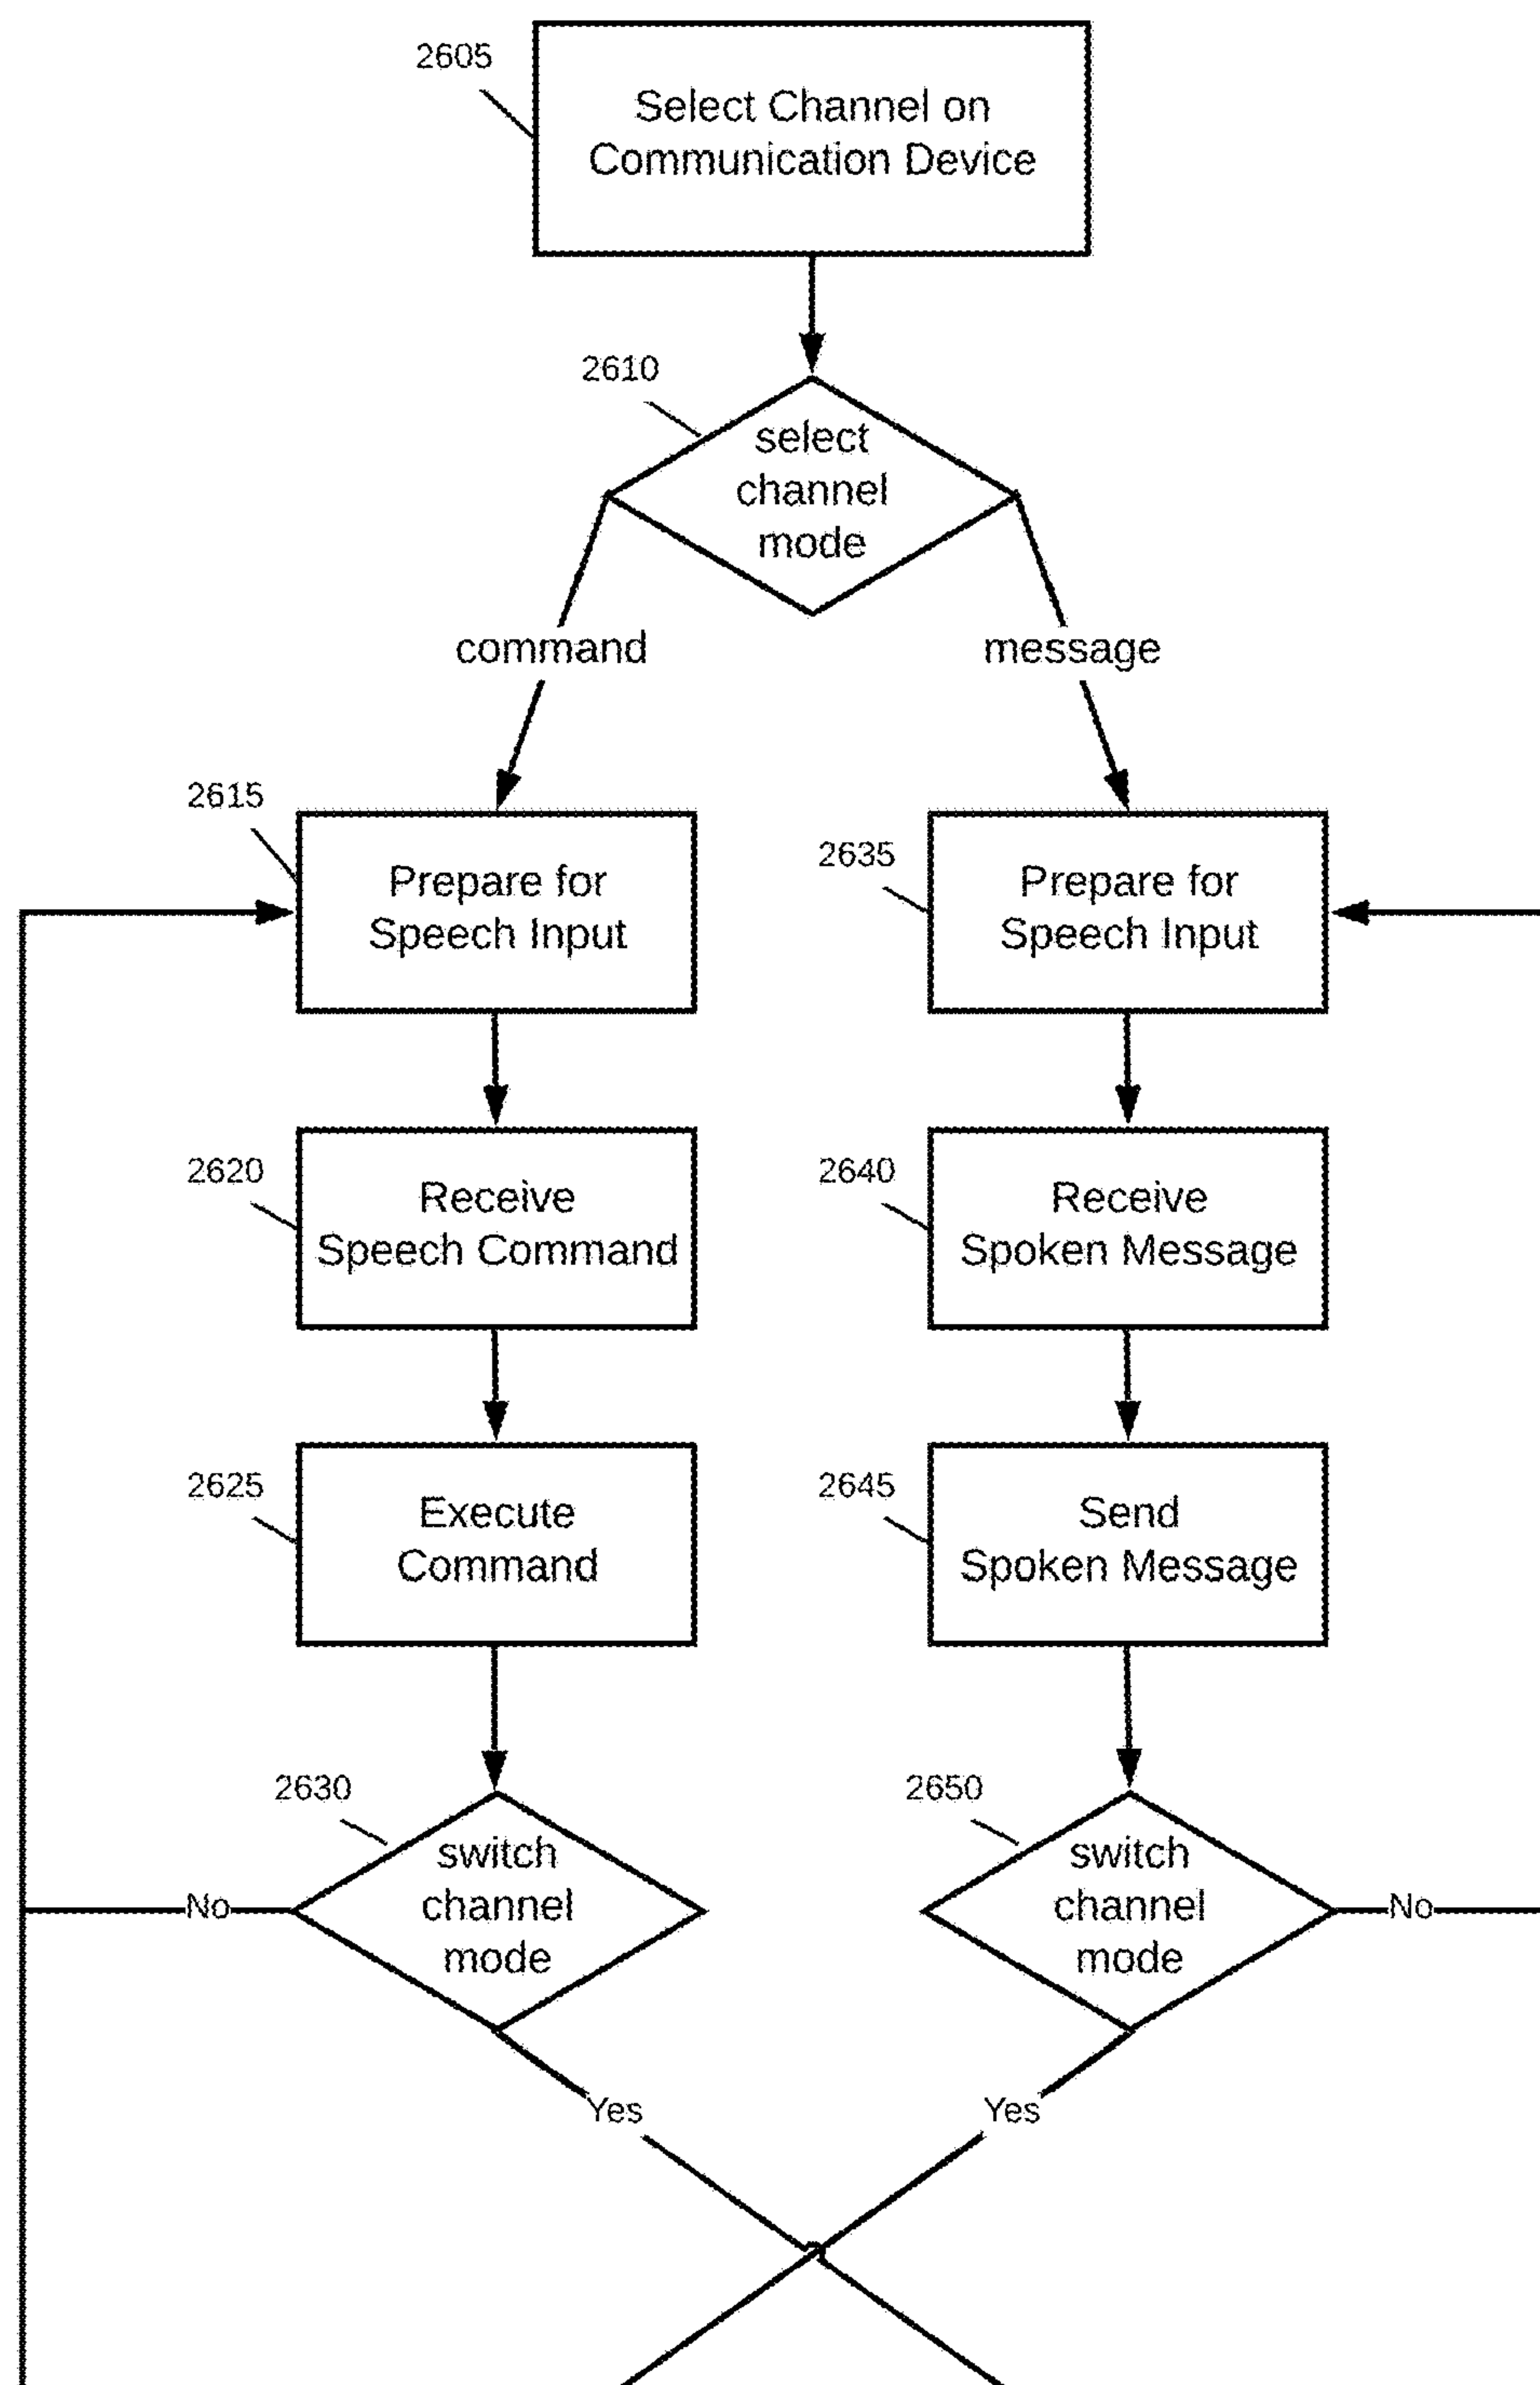 2605
Select Channel on
Communication Device
2610
select
channel
mode
command
message
2615
Prepare for
Speech Input
2635
Prepare for
Speech Input
2620
Receive
Speech Command
2640
Receive
Spoken Message
2625
Execute
Command
2645
Send
Spoken Message
2630
switch
channel
mode
No
2650
switch
channel
mode
No
Yes
Yes